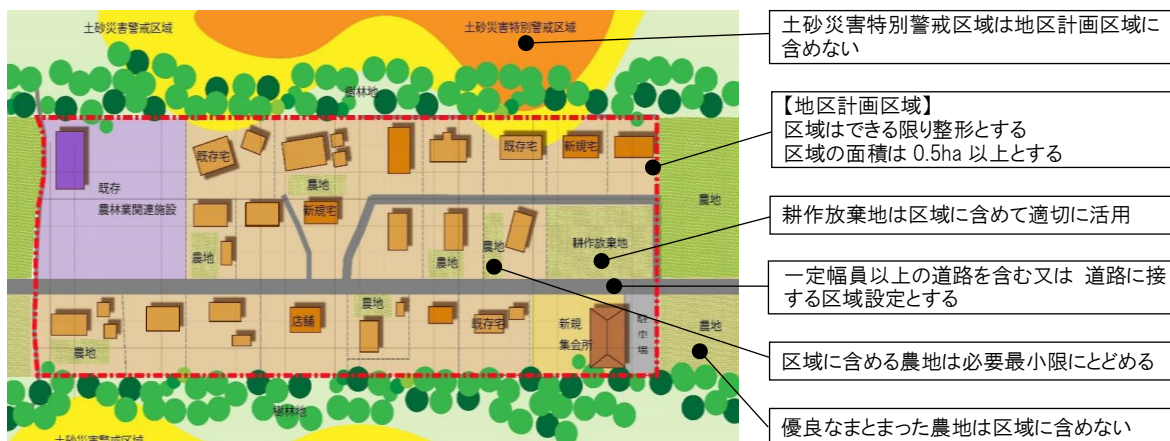 土砂災害警戒区域
土砂災害特別警戒区域
樹林地
既存宅
既存宅
新規宅
既存
農林業関連施設
農地
新規宅
農地
農地
農地
農地
耕作放棄地
店舗
農地
既存宅
新規
集会所
駐車場
農地
農地
樹林地
土砂災害警戒区域
土砂災害特別警戒区域は地区計画区域に
含めない
【地区計画区域】
区域はできる限り整形とする
区域の面積は 0.5ha 以上とする
耕作放棄地は区域に含めて適切に活用
一定幅員以上の道路を含む又は 道路に接
する区域設定とする
区域に含める農地は必要最小限にとどめる
優良なまとまった農地は区域に含めない